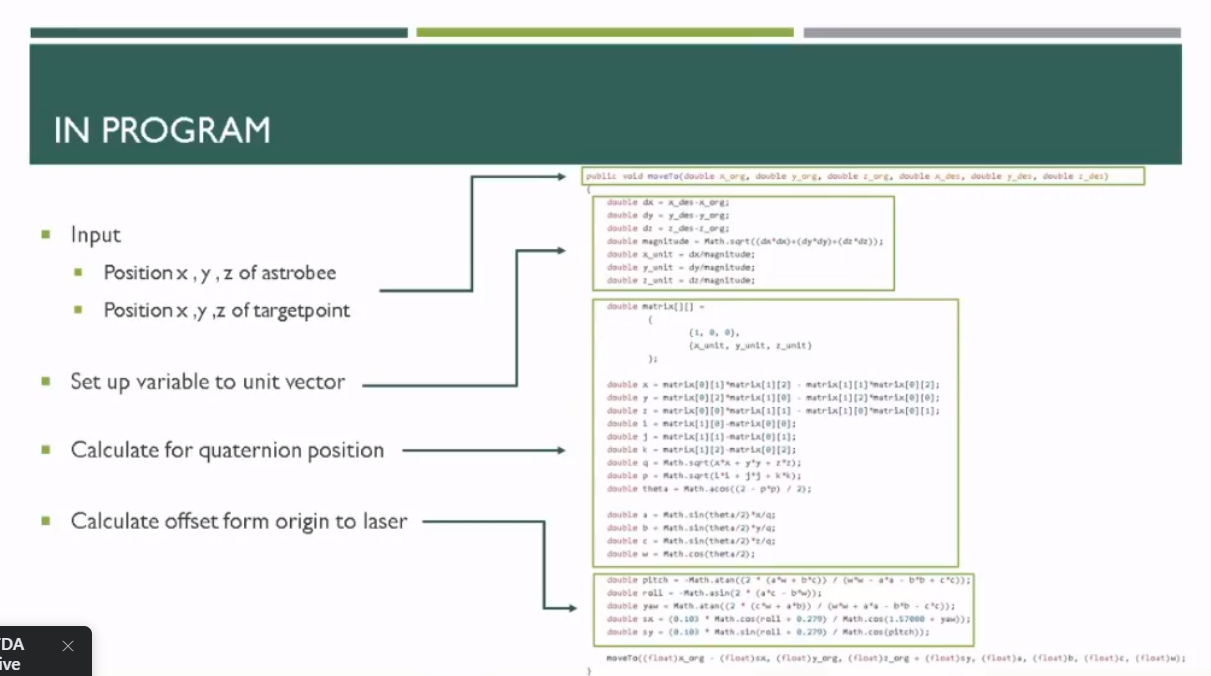 IN PROGRAM
Input
Position x , y , z of astrobee
Position x ,y ,z of targetpoint
Set up variable to unit vector
Calculate for quaternion position
Calculate offset form origin to laser
public void moveTo(double x_org, double y_org, double z_org, double x_des, double y_des, double z_des)
{
double dx = x_des-x_org;
double dy = y_des-y_org;
double dz = z_des-z_org;
double magnitude = Math.sqrt((dx*dx)+(dy*dy)+(dz*dz));
double x_unit = dx/magnitude;
double y_unit = dy/magnitude;
double z_unit = dz/magnitude;
double matrix[][] =
{
{1, 0, 0},
{x_unit, y_unit, z_unit}
};
double x = matrix[0][1]*matrix[1][2] - matrix[1][1]*matrix[0][2];
double y = matrix[0][2]*matrix[1][0] - matrix[1][2]*matrix[0][0];
double z = matrix[0][0]*matrix[1][1] - matrix[1][0]*matrix[0][1];
double i = matrix[1][0]-matrix[0][0];
double j = matrix[1][1]-matrix[0][1];
double k = matrix[1][2]-matrix[0][2];
double q = Math.sqrt(x*x + y*y + z*z);
double p = Math.sqrt(i*i + j*j + k*k);
double theta = Math.acos((2 - p*p) / 2);
double a = Math.sin(theta/2)*x/q;
double b = Math.sin(theta/2)*y/q;
double c = Math.sin(theta/2)*z/q;
double w = Math.cos(theta/2);
double pitch = -Math.atan((2 * (a*w + b*c)) / (w*w - a*a - b*b + c*c));
double roll = -Math.asin(2 * (a*c - b*w));
double yaw = Math.atan((2 * (c*w + a*b)) / (w*w + a*a - b*b - c*c));
double sx = (0.103 * Math.cos(roll + 0.279) / Math.cos(1.57080 + yaw));
double sy = (0.103 * Math.sin(roll + 0.279) / Math.cos(pitch));
moveTo((float)x_org - (float)sx, (float)y_org, (float)z_org + (float)sy, (float)a, (float)b, (float)c, (float)w);
}